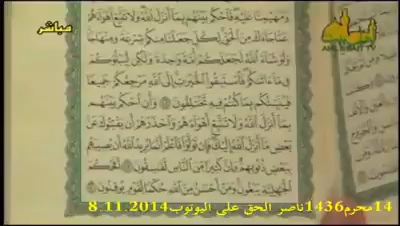 مباشر
AHL E BAIT TV
ومهيمنا عليه فاحكم بينهم بما أنزل الله ولا تتبع أهواءهم
عما جاءك من الحق لكل جعلنا منكم شرعة ومنهاجا
ولو شاء الله لجعلكم أمة واحدة ولكن ليبلوكم
في ما آتاكم فاستبقوا الخيرات إلى الله مرجعكم جميعا
فينبئكم بما كنتم فيه تختلفون وأن احكم بينهم
بما أنزل الله ولا تتبع أهواءهم واحذرهم أن يفتنوك عن
بعض ما أنزل الله إليك فإن تولوا فاعلم أنما يريد الله أن يصيبهم
ببعض ذنوبهم وإن كثيرا من الناس لفاسقون أفحكم
الجاهلية يبغون ومن أحسن من الله حكما لقوم يوقنون
14محرم1436ناصر الحق على اليوتوب8.11.2014